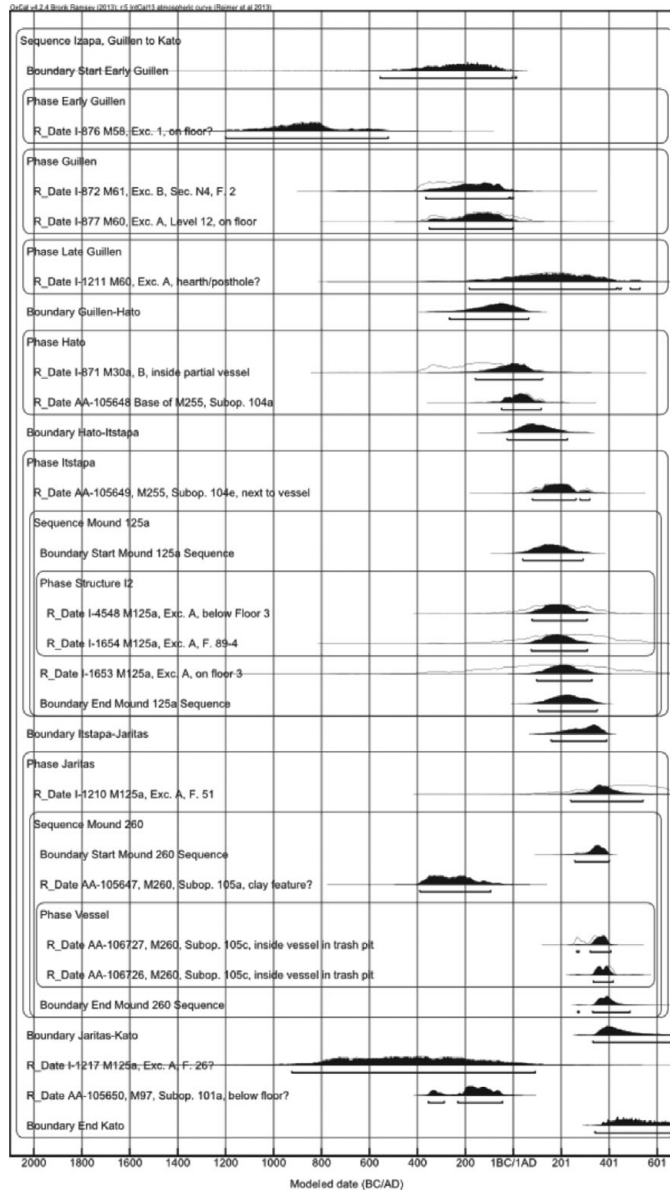 OxCal v4.2.4 Bronk Ramsey (2013); r:5 IntCal13 atmospheric curve (Reimer et al 2013)
Sequence Izapa, Guillen to Kato
Boundary Start Early Guillen
Phase Early Guillen
R_Date I-876 M58, Exc. 1, on floor?
Phase Guillen
R_Date I-872 M61, Exc. B, Sec. N4, F. 2
R_Date I-877 M60, Exc. A, Level 12, on floor
Phase Late Guillen
R_Date I-1211 M60, Exc. A, hearth/posthole?
Boundary Guillen-Hato
Phase Hato
R_Date I-871 M30a, B, inside partial vessel
R_Date AA-105648 Base of M255, Subop. 104a
Boundary Hato-Itstapa
Phase Itstapa
R_Date AA-105649, M255, Subop. 104e, next to vessel
Sequence Mound 125a
Boundary Start Mound 125a Sequence
Phase Structure I2
R_Date I-4548 M125a, Exc. A, below Floor 3
R_Date I-1654 M125a, Exc. A, F. 89-4
R_Date I-1653 M125a, Exc. A, on floor 3
Boundary End Mound 125a Sequence
Boundary Itstapa-Jaritas
Phase Jaritas
R_Date I-1210 M125a, Exc. A, F. 51
Sequence Mound 260
Boundary Start Mound 260 Sequence
R_Date AA-105647, M260, Subop. 105a, clay feature?
Phase Vessel
R_Date AA-106727, M260, Subop. 105c, inside vessel in trash pit
R_Date AA-106726, M260, Subop. 105c, inside vessel in trash pit
Boundary End Mound 260 Sequence
Boundary Jaritas-Kato
R_Date I-1217 M125a, Exc. A, F. 26?
R_Date AA-105650, M97, Subop. 101a, below floor?
Boundary End Kato
2000 1800 1600 1400 1200 1000 800 600 400 200 1BC/1AD 201 401 601
Modeled date (BC/AD)